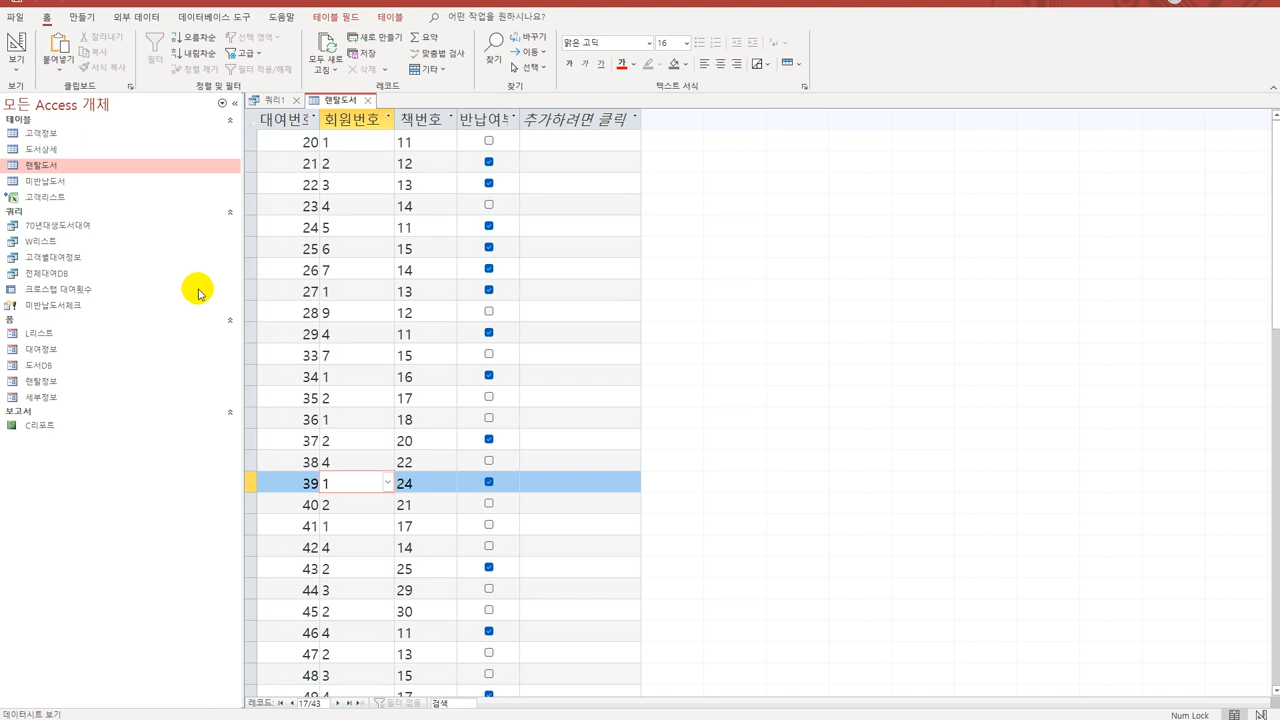 파일 홈 만들기 외부 데이터 데이터베이스 도구 도움말 테이블 필드 테이블 어떤 작업을 원하시나요?
보기
보기
붙여넣기
잘라내기
복사
서식 복사
클립보드
필터
오름차순
내림차순
정렬 제거
선택 영역
고급
필터 적용/해제
정렬 및 필터
모두 새로 고침
새로 만들기
저장
삭제
요약
맞춤법 검사
기타
레코드
찾기
바꾸기
이동
선택
찾기
맑은 고딕 16
가 가 가 가
텍스트 서식
모든 Access 개체
테이블
고객정보
도서상세
랜탈도서
미반납도서
고객리스트
쿼리
70년대생도서대여
W리스트
고객별대여정보
전체대여DB
크로스탭 대여횟수
미반납도서체크
폼
L리스트
대여정보
도서DB
랜탈정보
세부정보
보고서
C리포트
쿼리1 랜탈도서
대여번호 회원번호 책번호 반납여부 추가하려면 클릭
20 1 11
21 2 12
22 3 13
23 4 14
24 5 11
25 6 15
26 7 14
27 1 13
28 9 12
29 4 11
33 7 15
34 1 16
35 2 17
36 1 18
37 2 20
38 4 22
39 1 24
40 2 21
41 1 17
42 4 14
43 2 25
44 3 29
45 2 30
46 4 11
47 2 13
48 3 15
49 4 17
레코드: 17/43 필터 없음 검색
데이터시트 보기
Num Lock